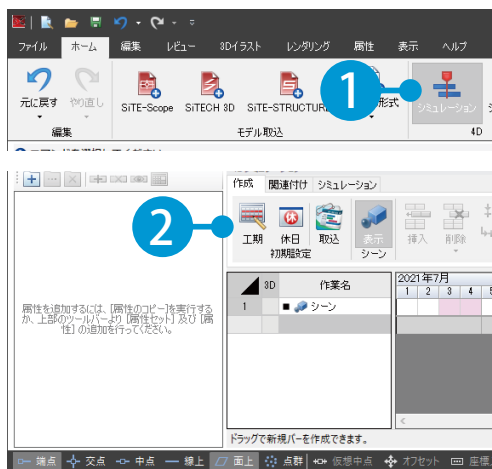 ファイル ホーム 編集 レビュー 3Dイラスト レンダリング 属性 表示 ヘルプ
元に戻す やり直し SiTE-Scope SiTECH 3D SiTE-STRUCTURE 形式 シミュレーション
編集 モデル取込 4D
1
作成 関連付け シミュレーション
2
工期 休日 取込 表示 挿入 削除
初期設定 シーン
3D 作業名 2021年7月
1 2 3 4 5
1 シーン
属性を追加するには、[属性のコピー]を実行する
か、上部のツールバーより [属性セット] 及び [属
性] の追加を行ってください。
ドラッグで新規バーを作成できます。
端点 交点 中点 線上 面上 点群 仮想中点 オフセット 座標